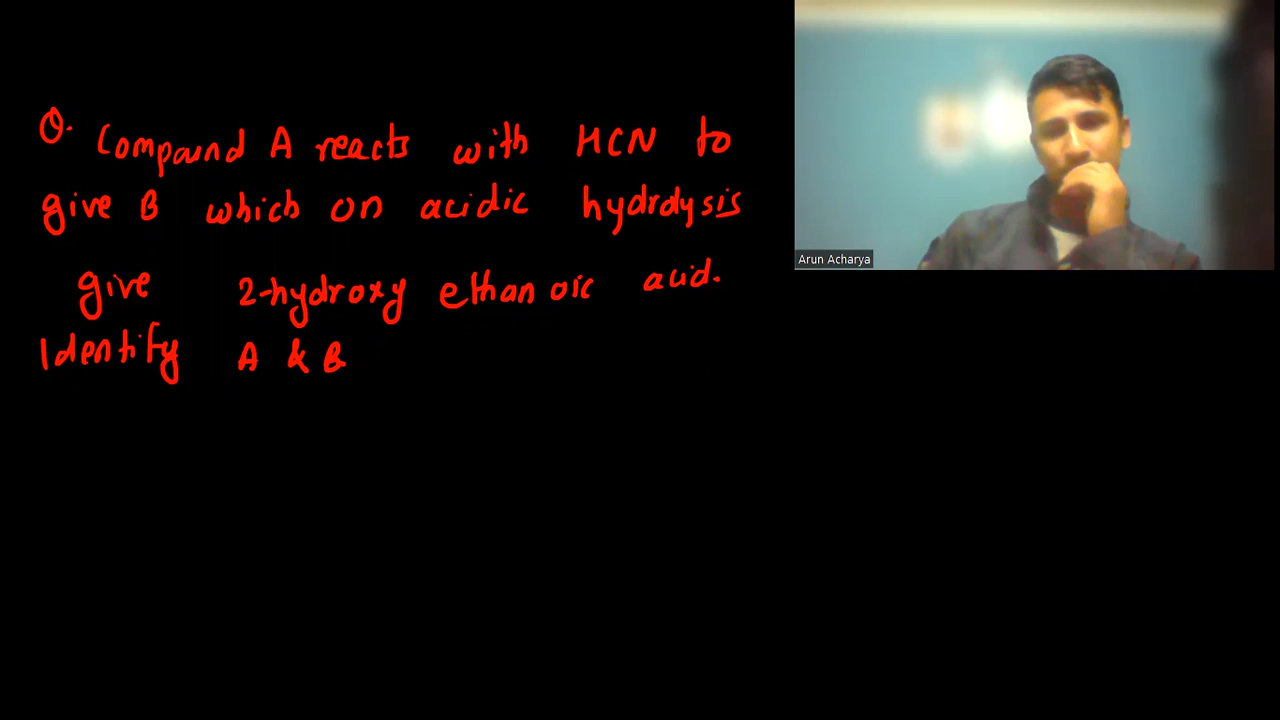 Q. Compound A reacts with HCN to
give B which on acidic hydrolysis
give 2-hydroxy ethanoic acid.
Identify A & B
Arun Acharya